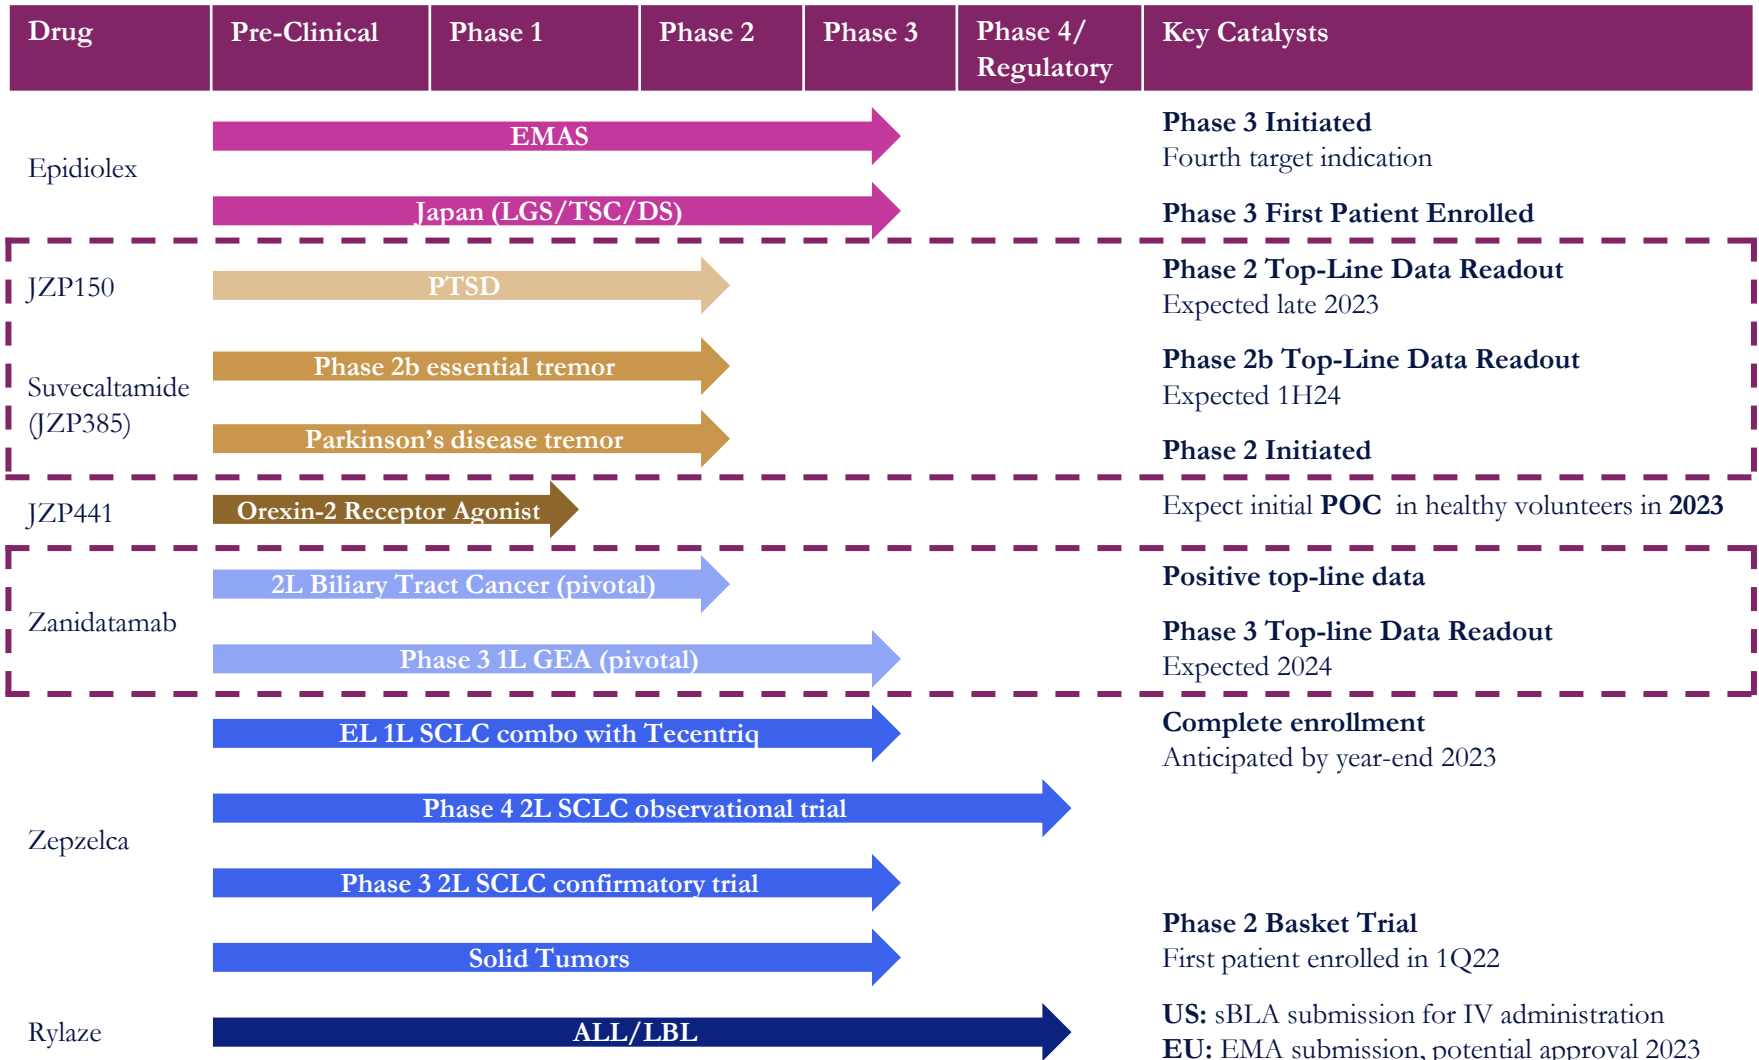 Drug
Pre-Clinical
Phase 1
Phase 2
Phase 3
Phase 4/
Regulatory
Key Catalysts
Epidiolex
EMAS
Phase 3 Initiated
Fourth target indication
Japan (LGS/TSC/DS)
Phase 3 First Patient Enrolled
JZP150
PTSD
Phase 2 Top-Line Data Readout
Expected late 2023
Suvecaltamide
(JZP385)
Phase 2b essential tremor
Phase 2b Top-Line Data Readout
Expected 1H24
Parkinson's disease tremor
Phase 2 Initiated
JZP441
Orexin-2 Receptor Agonist
Expect initial POC in healthy volunteers in 2023
Zanidatamab
2L Biliary Tract Cancer (pivotal)
Positive top-line data
Phase 3 1L GEA (pivotal)
Phase 3 Top-line Data Readout
Expected 2024
Zepzelca
EL 1L SCLC combo with Tecentriq
Complete enrollment
Anticipated by year-end 2023
Phase 4 2L SCLC observational trial
Phase 3 2L SCLC confirmatory trial
Solid Tumors
Phase 2 Basket Trial
First patient enrolled in 1Q22
Rylaze
ALL/LBL
US: sBLA submission for IV administration
EU: EMA submission, potential approval 2023